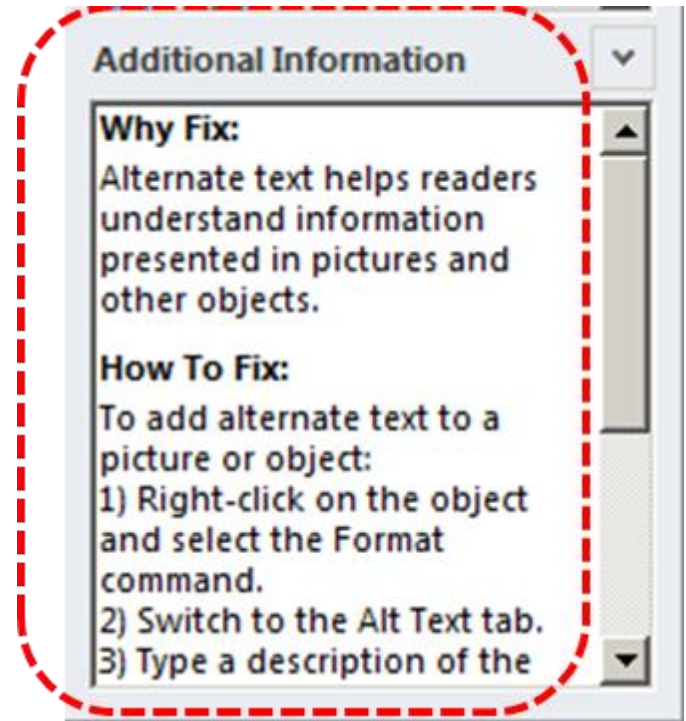 Additional Information
Why Fix:
Alternate text helps readers
understand information
presented in pictures and
other objects.
How To Fix:
To add alternate text to a
picture or object:
1) Right-click on the object
and select the Format
command.
2) Switch to the Alt Text tab.
3) Type a description of the